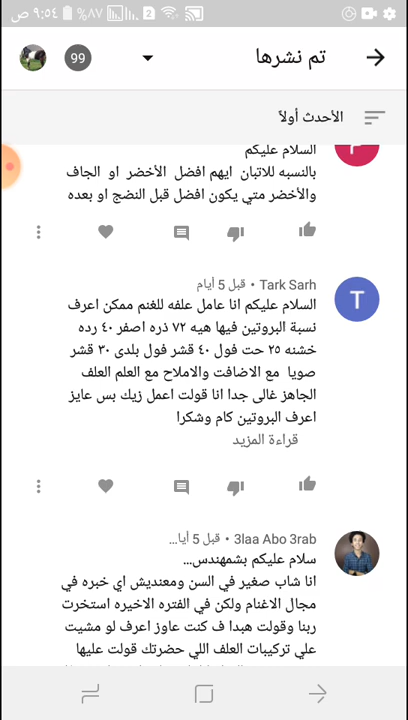 ٩:٥٤ ص
٨٧%
2
تم نشرها
99
الأحدث أولاً
السلام عليكم
بالنسبه للاتبان ايهم افضل الأخضر او الجاف
والأخضر متي يكون افضل قبل النضج او بعده
Tark Sarh • قبل 5 أيام
T
السلام عليكم انا عامل علفه للغنم ممكن اعرف
نسبة البروتين فيها هيه ٧٢ ذره اصفر ٤٠ رده
خشنه ٢٥ حت فول ٤٠ قشر فول بلدى ٣٠ قشر
صويا مع الاضافت والاملاح مع العلم العلف
الجاهز غالى جدا انا قولت اعمل زيك بس عايز
اعرف البروتين كام وشكرا
قراءة المزيد
3laa Abo 3rab • قبل 5 أيا...
سلام عليكم بشمهندس...
انا شاب صغير في السن ومعنديش اي خبره في
مجال الاغنام ولكن في الفتره الاخيره استخرت
ربنا وقولت هبدا ف كنت عاوز اعرف لو مشيت
علي تركيبات العلف اللي حضرتك قولت عليها